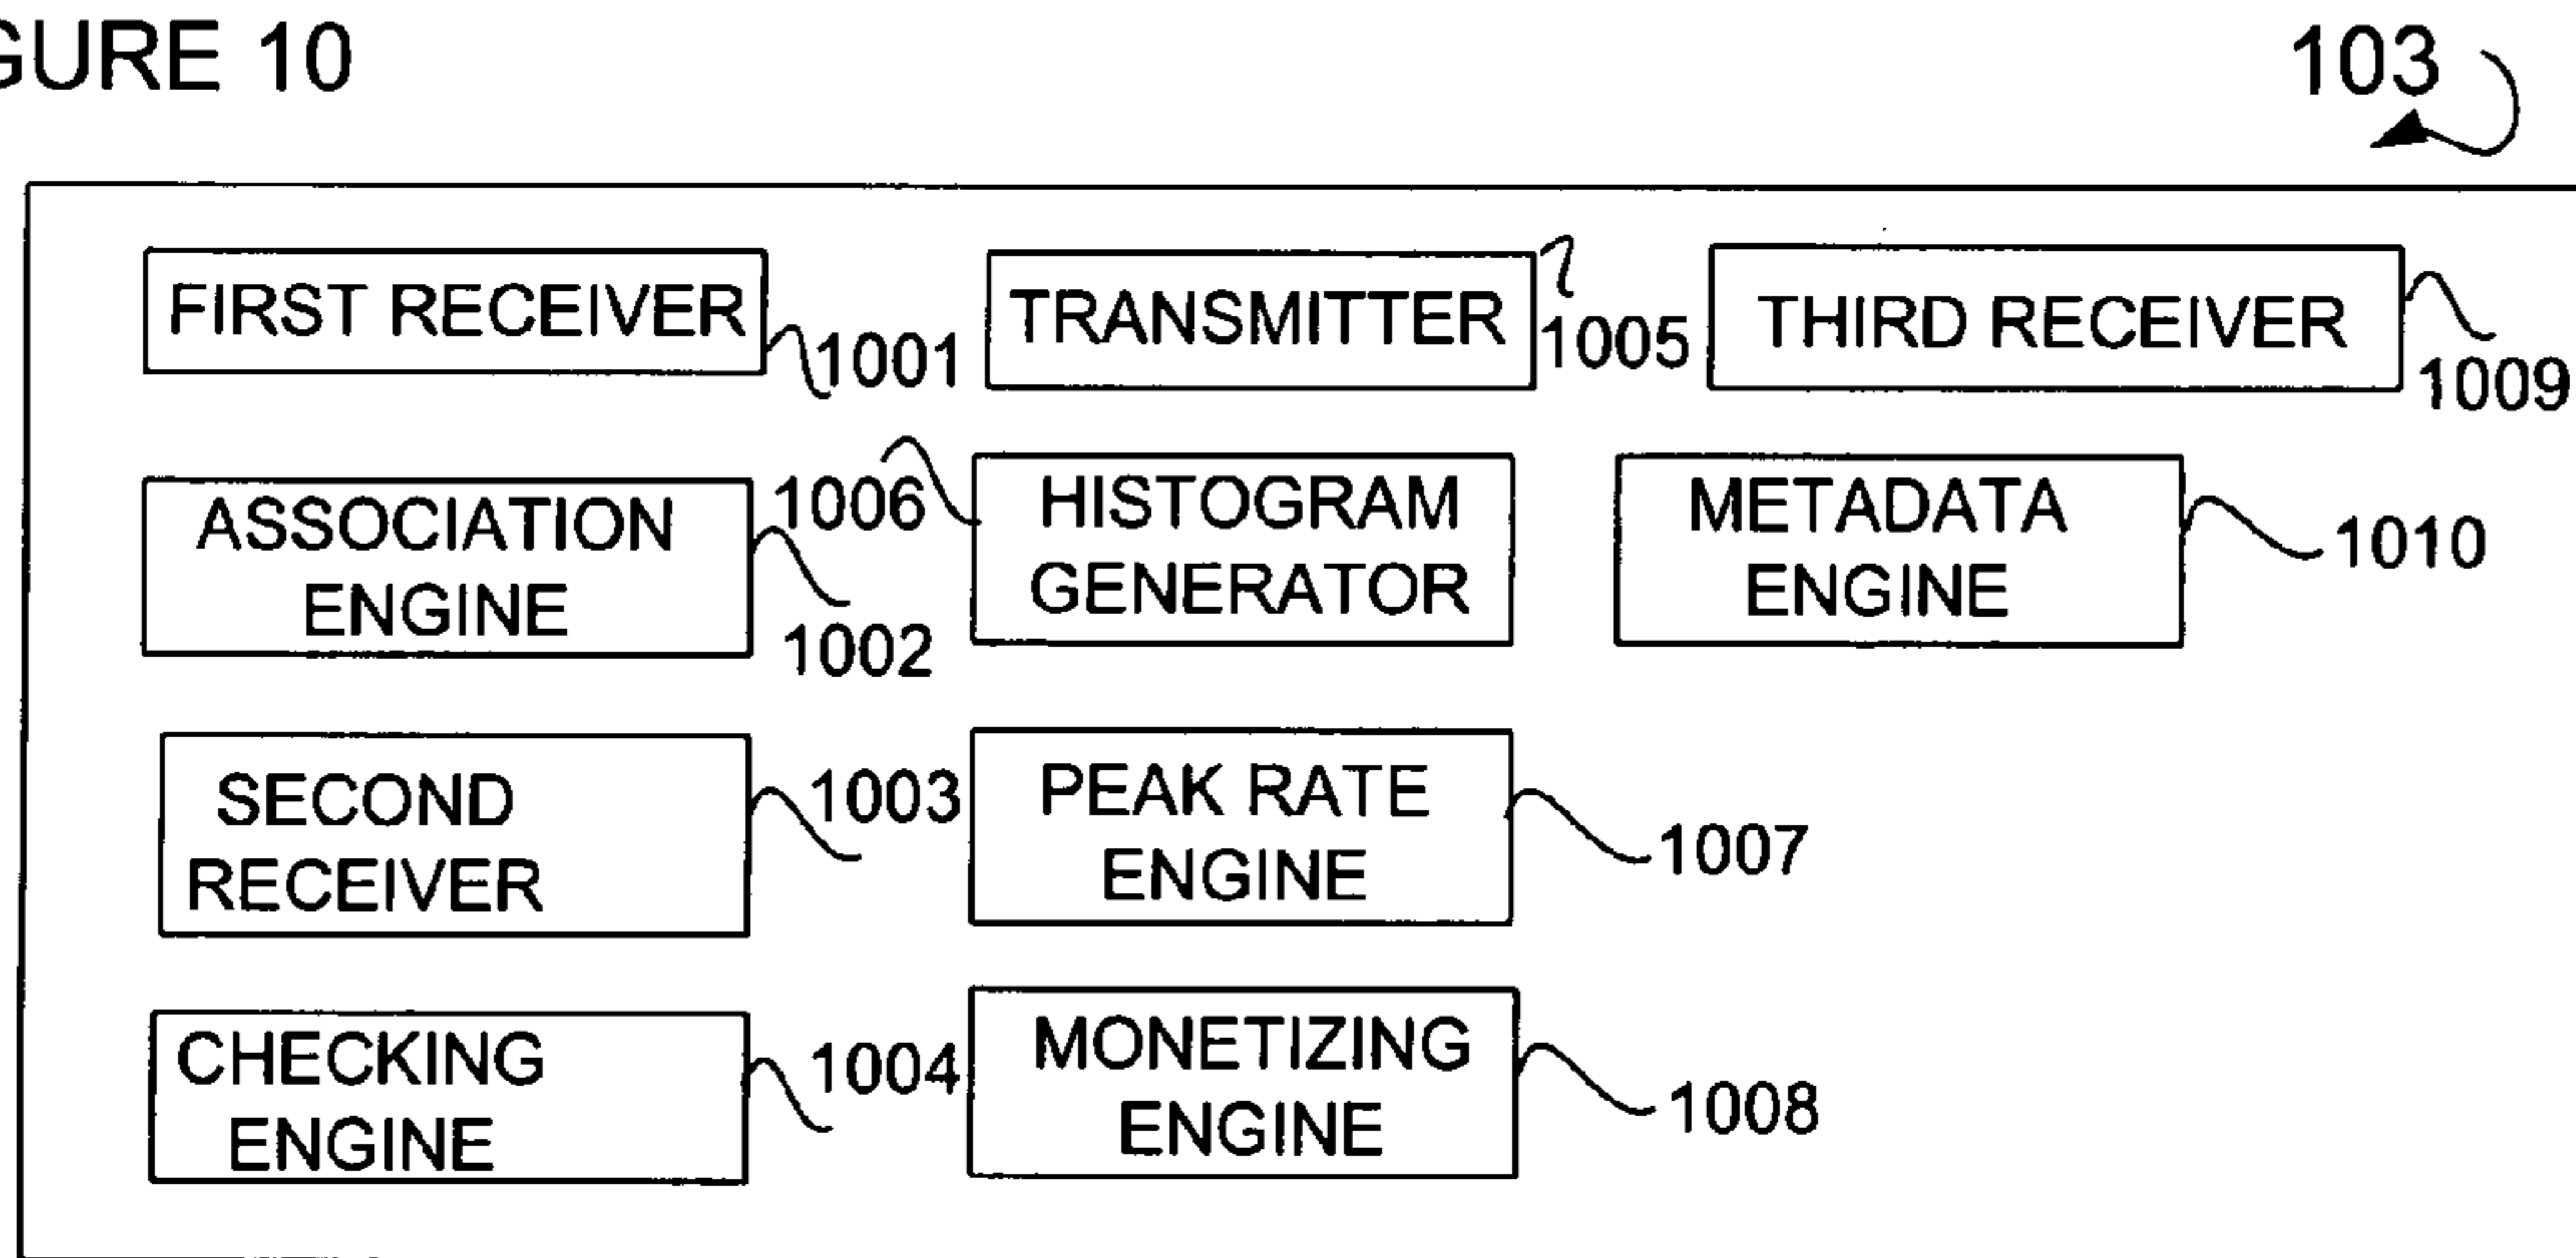 GURE 10
103
FIRST RECEIVER
1001
TRANSMITTER
1005
THIRD RECEIVER
1009
ASSOCIATION
ENGINE
1002
1006
HISTOGRAM
GENERATOR
METADATA
ENGINE
1010
SECOND
RECEIVER
1003
PEAK RATE
ENGINE
1007
CHECKING
ENGINE
1004
MONETIZING
ENGINE
1008